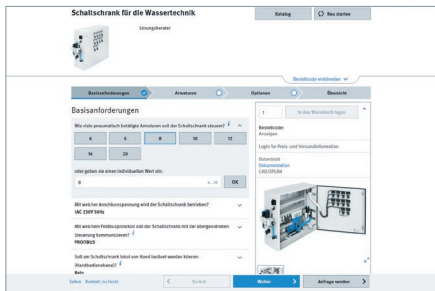 Schaltschrank für die Wassertechnik
Katalog
Neu starten
Lösungsberater
Bestellcode einblenden
Basisanforderungen
Armaturen
Optionen
Übersicht
Basisanforderungen
Wie viele pneumatisch betätigte Armaturen soll der Schaltschrank steuern? i
4
6
8
10
12
16
20
oder geben sie einen individuellen Wert ein:
8
OK
Mit welcher Anschlussspannung wird der Schaltschrank betrieben?
1AC 230V 50Hz
Mit welchem Feldbusprotokoll soll der Schaltschrank mit der übergeordneten
Steuerung kommunizieren? i
PROFIBUS
Soll am Schaltschrank lokal von Hand bedient werden können
(Handbedienebene)? i
1
In den Warenkorb legen
Bestellcode:
Anzeigen
Login für Preis- und Versandinformation
Datenblatt
Dokumentation
CAD/EPLAN
Teilen
Kontakt zu Festo
Zurück
Weiter
Anfrage senden